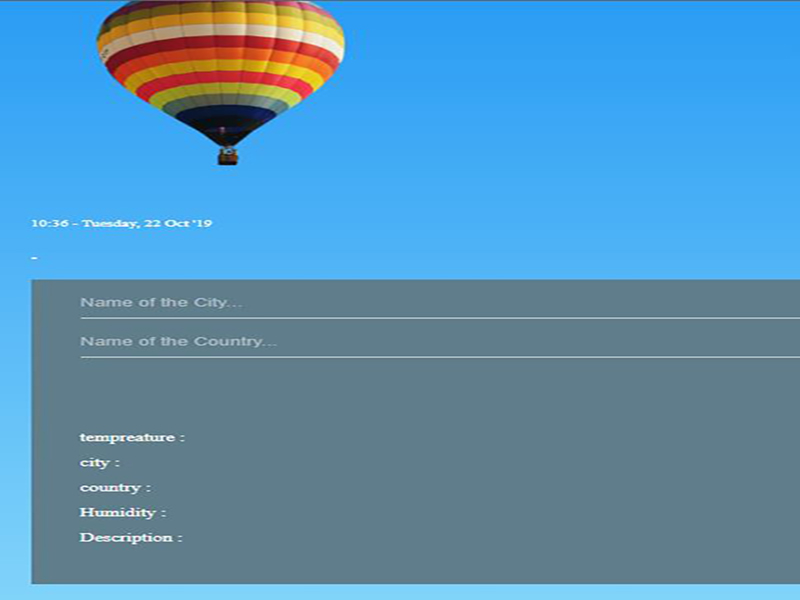 10:36 - Tuesday, 22 Oct '19
-
Name of the City...
Name of the Country...
tempreature :
city :
country :
Humidity :
Description :